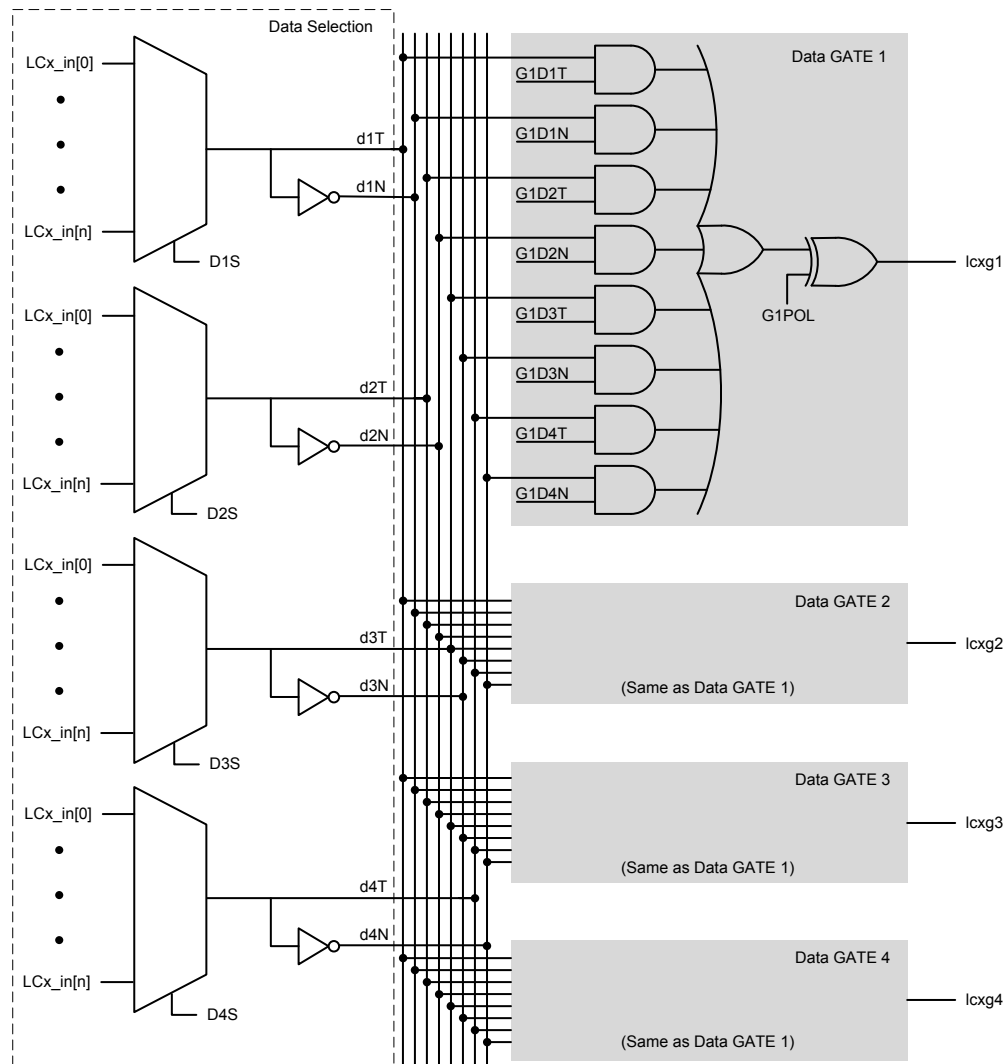 Data Selection
LCx_in[0]
LCx_in[n]
D1S
d1T
d1N
LCx_in[0]
LCx_in[n]
D2S
d2T
d2N
LCx_in[0]
LCx_in[n]
D3S
d3T
d3N
LCx_in[0]
LCx_in[n]
D4S
d4T
d4N
Data GATE 1
G1D1T
G1D1N
G1D2T
G1D2N
G1D3T
G1D3N
G1D4T
G1D4N
G1POL
lcxg1
Data GATE 2
(Same as Data GATE 1)
lcxg2
Data GATE 3
(Same as Data GATE 1)
lcxg3
Data GATE 4
(Same as Data GATE 1)
lcxg4